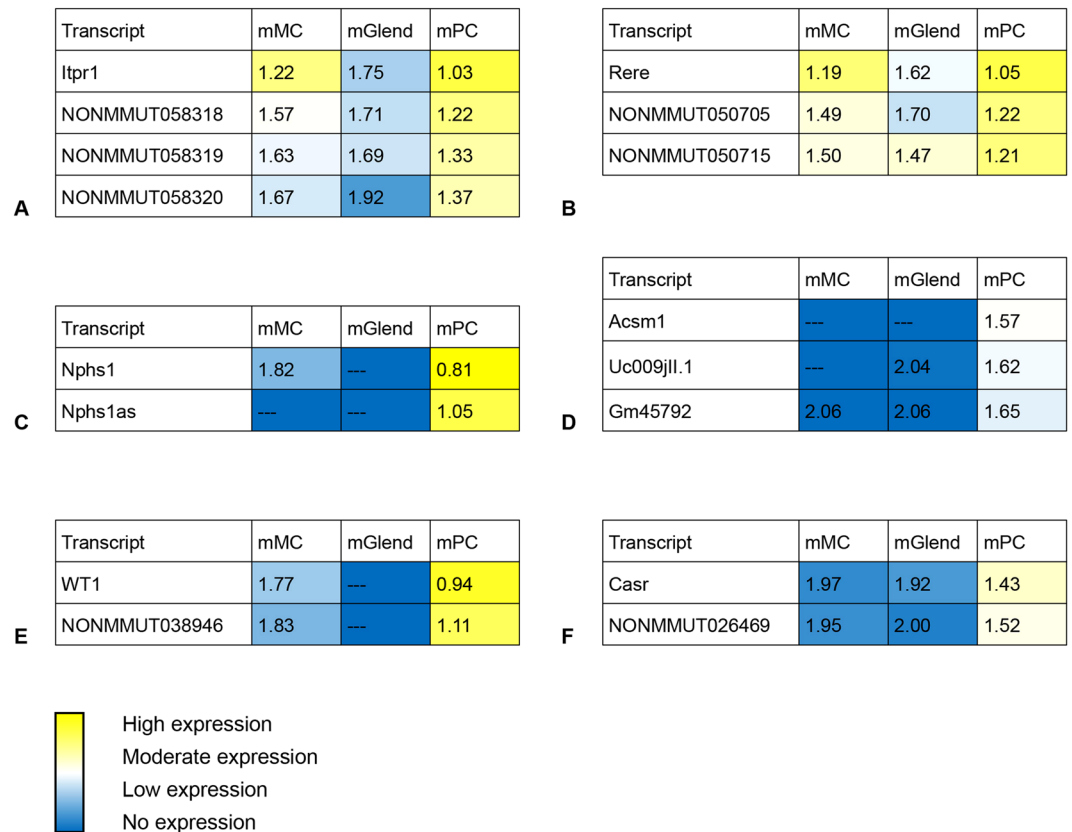 Transcript mMC mGlend mPC
Itpr1 1.22 1.75 1.03
NONMMUT058318 1.57 1.71 1.22
NONMMUT058319 1.63 1.69 1.33
NONMMUT058320 1.67 1.92 1.37
A
Transcript mMC mGlend mPC
Rere 1.19 1.62 1.05
NONMMUT050705 1.49 1.70 1.22
NONMMUT050715 1.50 1.47 1.21
B
Transcript mMC mGlend mPC
Nphs1 1.82 --- 0.81
Nphs1as --- --- 1.05
C
Transcript mMC mGlend mPC
Acsm1 --- --- 1.57
Uc009jII.1 --- 2.04 1.62
Gm45792 2.06 2.06 1.65
D
Transcript mMC mGlend mPC
WT1 1.77 --- 0.94
NONMMUT038946 1.83 --- 1.11
E
Transcript mMC mGlend mPC
Casr 1.97 1.92 1.43
NONMMUT026469 1.95 2.00 1.52
F
High expression
Moderate expression
Low expression
No expression